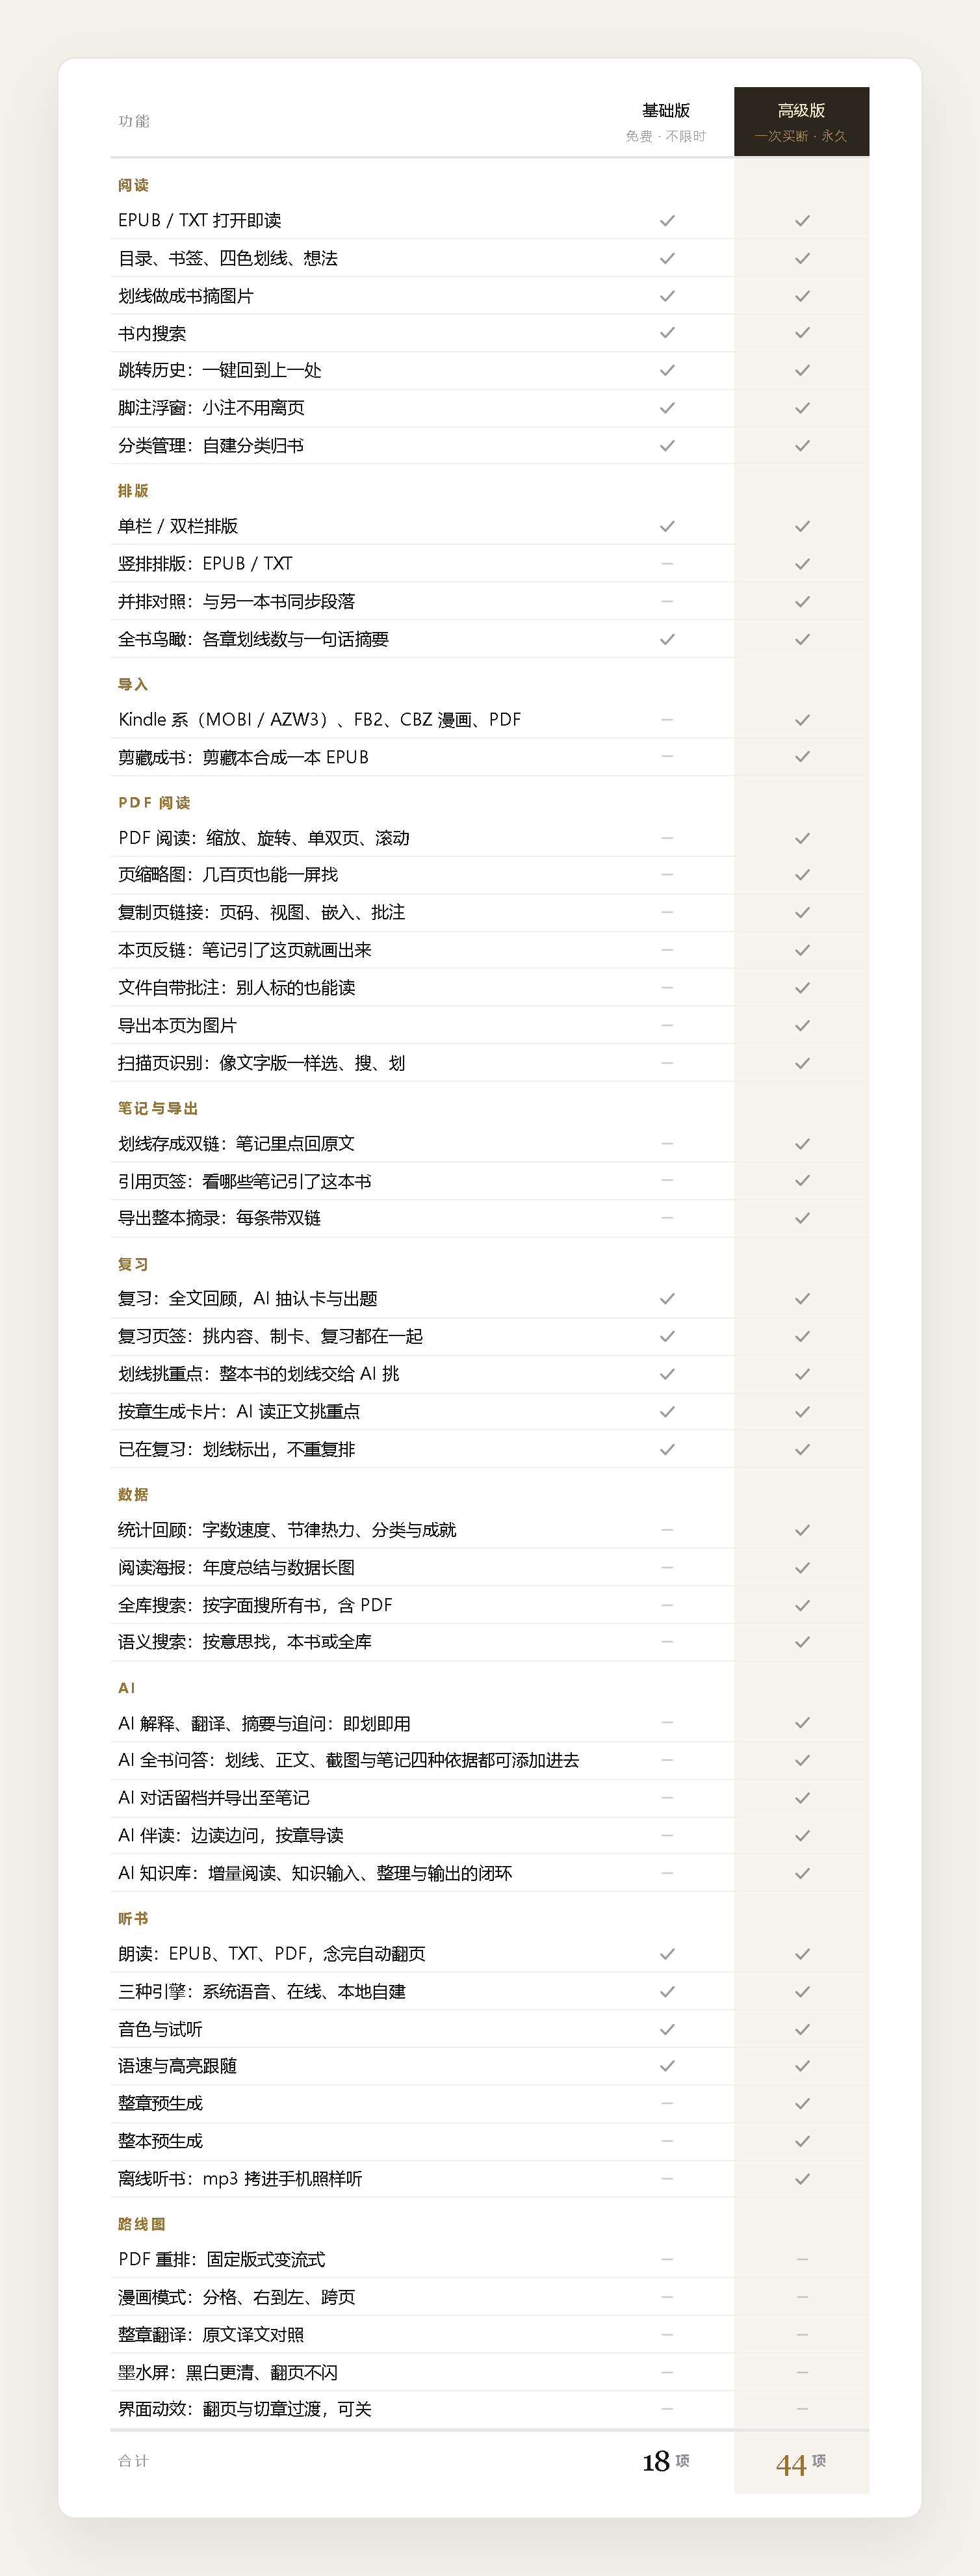 功能 基础版 高级版
免费 · 不限时 一次买断 · 永久
阅读
EPUB / TXT 打开即读 ✓ ✓
目录、书签、四色划线、想法 ✓ ✓
划线做成书摘图片 ✓ ✓
书内搜索 ✓ ✓
跳转历史：一键回到上一处 ✓ ✓
脚注浮窗：小注不用离页 ✓ ✓
分类管理：自建分类归书 ✓ ✓
排版
单栏 / 双栏排版 ✓ ✓
竖排排版：EPUB / TXT – ✓
并排对照：与另一本书同步段落 – ✓
全书鸟瞰：各章划线数与一句话摘要 ✓ ✓
导入
Kindle 系（MOBI / AZW3）、FB2、CBZ 漫画、PDF – ✓
剪藏成书：剪藏本合成一本 EPUB – ✓
PDF 阅读
PDF 阅读：缩放、旋转、单双页、滚动 – ✓
页缩略图：几百页也能一屏找 – ✓
复制页链接：页码、视图、嵌入、批注 – ✓
本页反链：笔记引了这页就画出来 – ✓
文件自带批注：别人标的也能读 – ✓
导出本页为图片 – ✓
扫描页识别：像文字版一样选、搜、划 – ✓
笔记与导出
划线存成双链：笔记里点回原文 – ✓
引用页签：看哪些笔记引了这本书 – ✓
导出整本摘录：每条带双链 – ✓
复习
复习：全文回顾，AI 抽认卡与出题 ✓ ✓
复习页签：挑内容、制卡、复习都在一起 ✓ ✓
划线挑重点：整本书的划线交给 AI 挑 ✓ ✓
按章生成卡片：AI 读正文挑重点 ✓ ✓
已在复习：划线标出，不重复排 ✓ ✓
数据
统计回顾：字数速度、节律热力、分类与成就 – ✓
阅读海报：年度总结与数据长图 – ✓
全库搜索：按字面搜所有书，含 PDF – ✓
语义搜索：按意思找，本书或全库 – ✓
AI
AI 解释、翻译、摘要与追问：即划即用 – ✓
AI 全书问答：划线、正文、截图与笔记四种依据都可添加进去 – ✓
AI 对话留档并导出至笔记 – ✓
AI 伴读：边读边问，按章导读 – ✓
AI 知识库：增量阅读、知识输入、整理与输出的闭环 – ✓
听书
朗读：EPUB、TXT、PDF，念完自动翻页 ✓ ✓
三种引擎：系统语音、在线、本地自建 ✓ ✓
音色与试听 ✓ ✓
语速与高亮跟随 ✓ ✓
整章预生成 – ✓
整本预生成 – ✓
离线听书：mp3 拷进手机照样听 – ✓
路线图
PDF 重排：固定版式变流式 – –
漫画模式：分格、右到左、跨页 – –
整章翻译：原文译文对照 – –
墨水屏：黑白更清、翻页不闪 – –
界面动效：翻页与切章过渡，可关 – –
合计 18 项 44 项